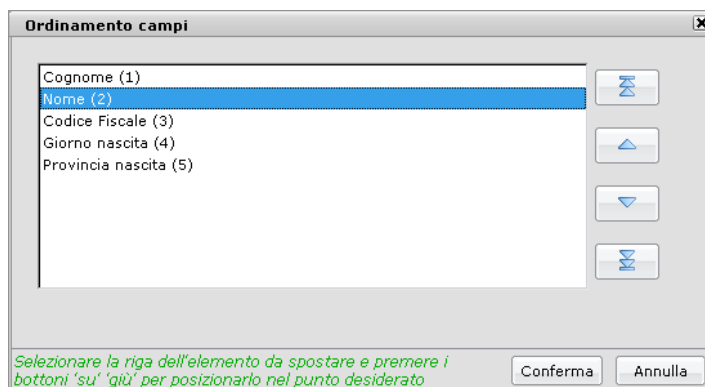 Ordinamento campi
Cognome (1)
Nome (2)
Codice Fiscale (3)
Giorno nascita (4)
Provincia nascita (5)
Selezionare la riga dell'elemento da spostare e premere i
bottoni 'su' 'giù' per posizionarlo nel punto desiderato
Conferma
Annulla